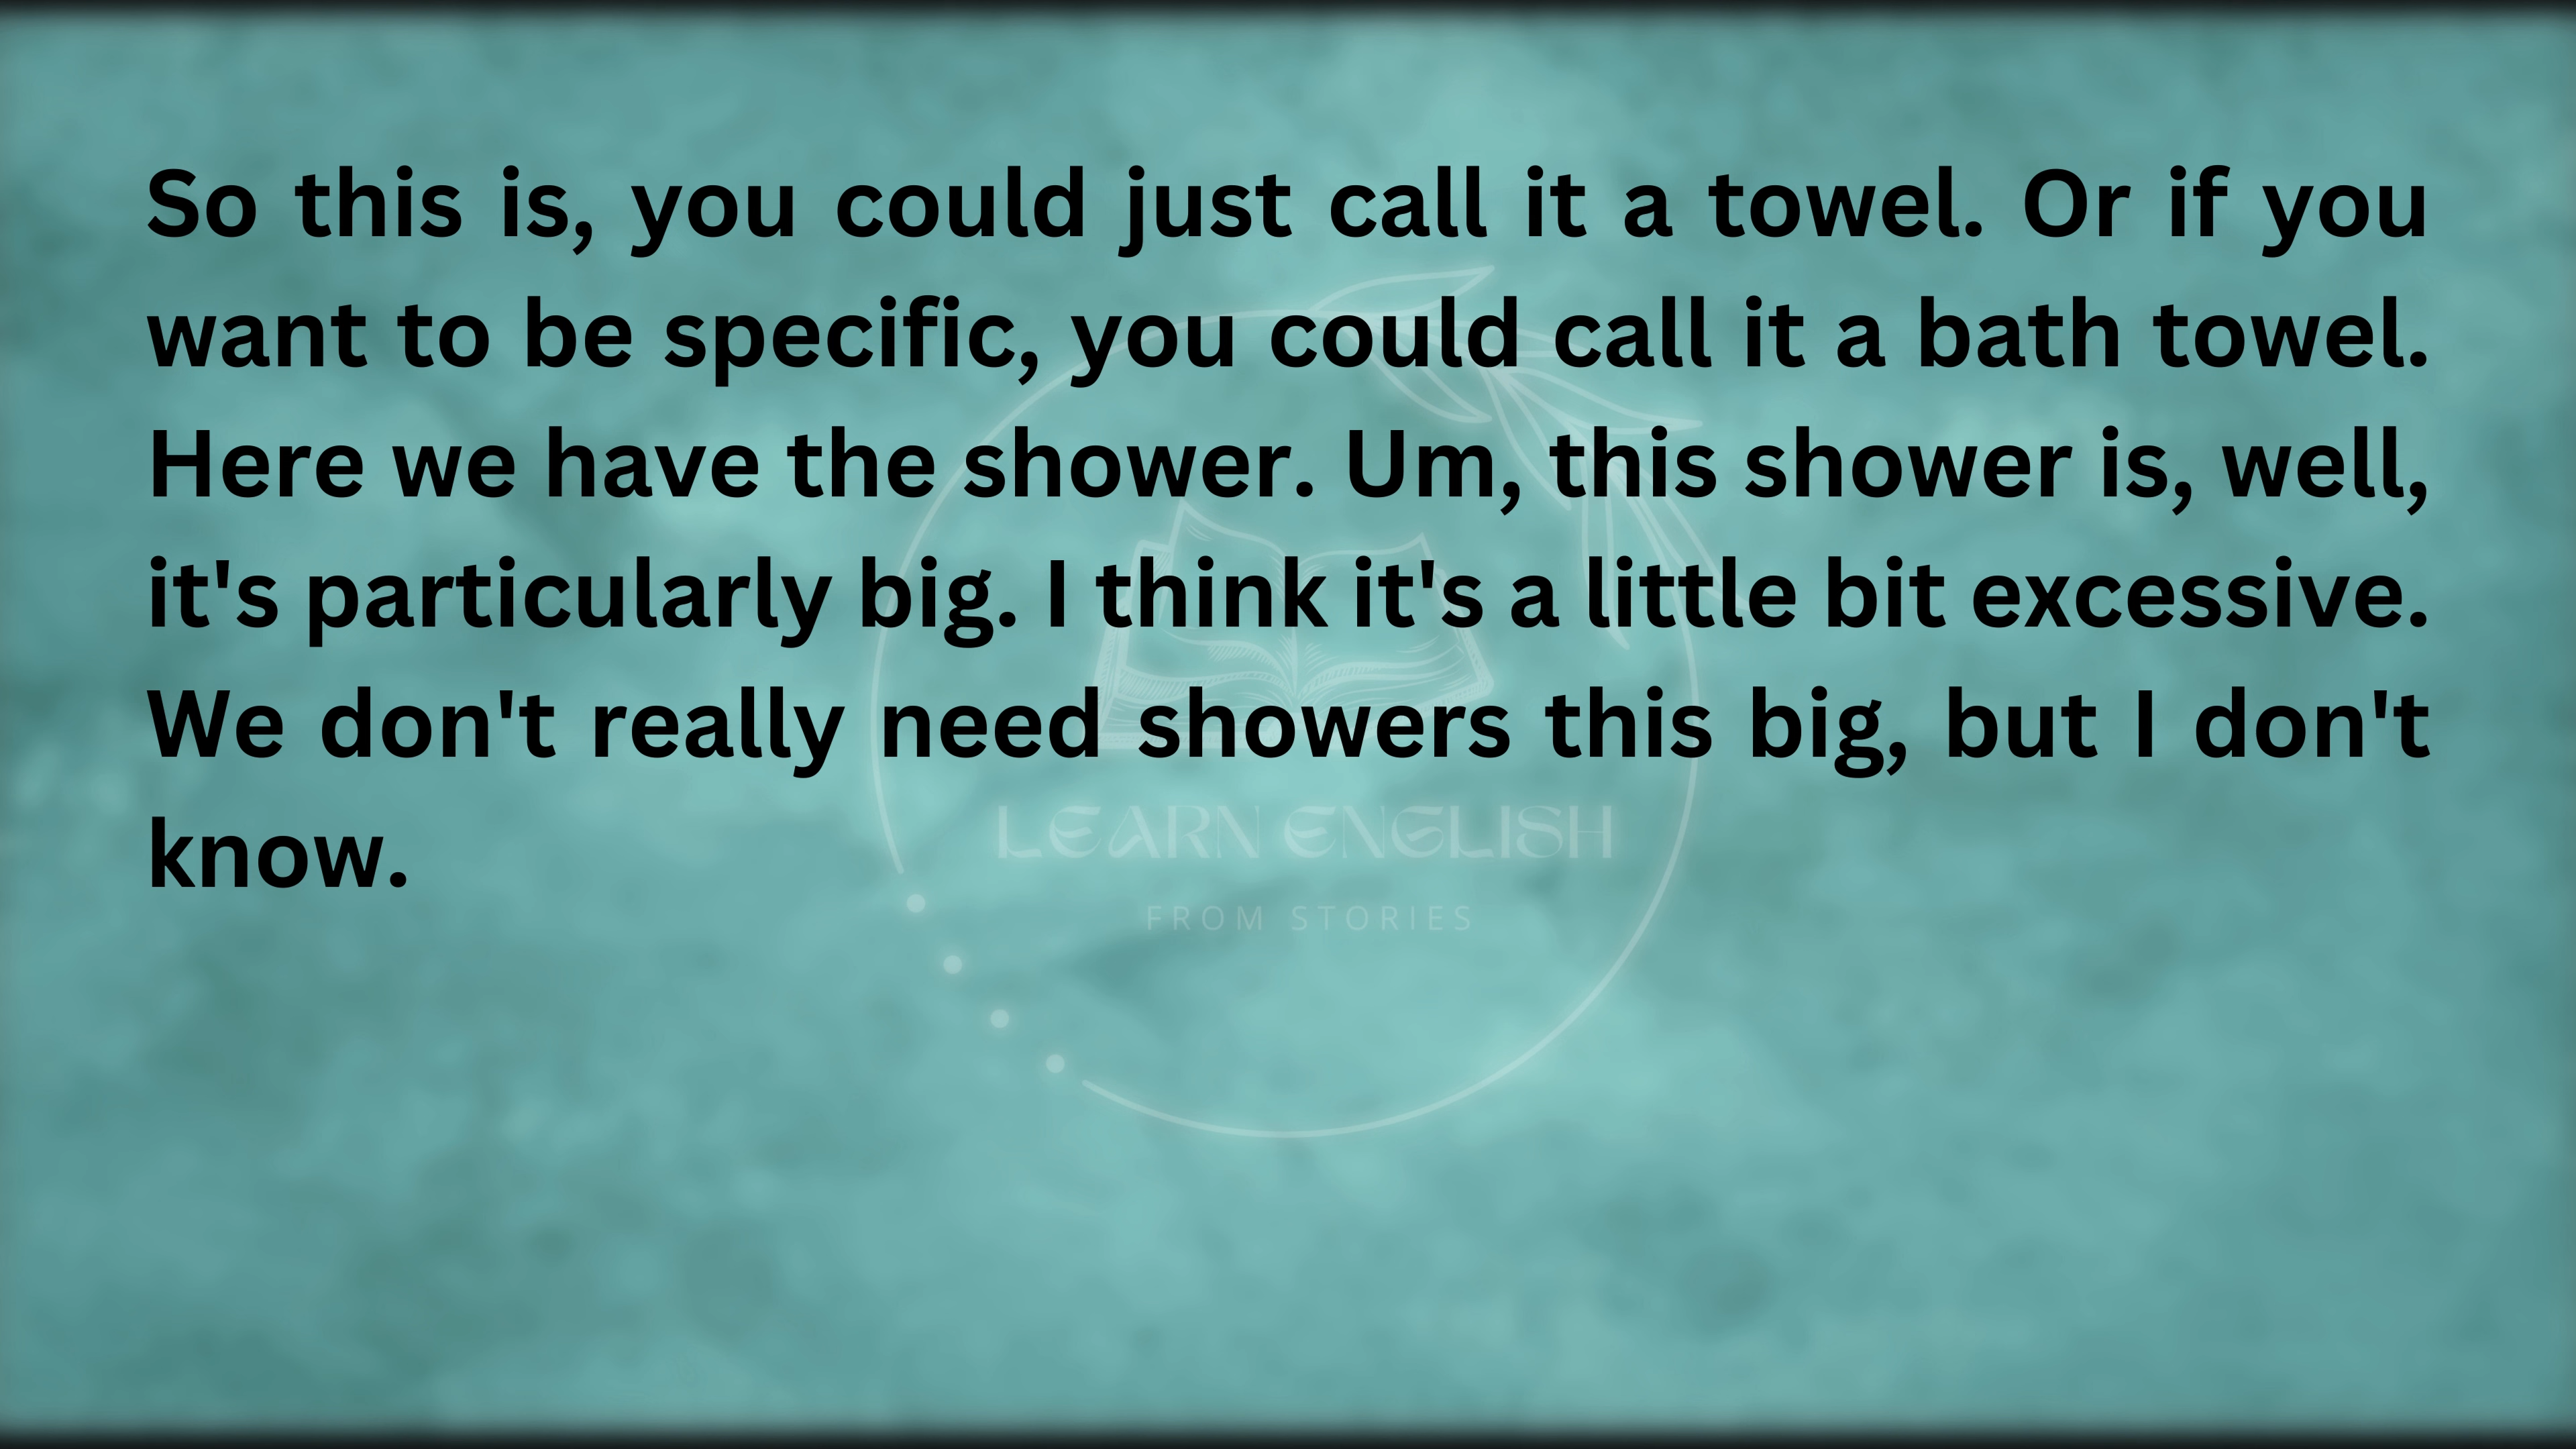 So this is, you could just call it a towel. Or if you
want to be specific, you could call it a bath towel.
Here we have the shower. Um, this shower is, well,
it's particularly big. I think it's a little bit excessive.
We don't really need showers this big, but I don't
know.
LEARN ENGLISH
FROM STORIES